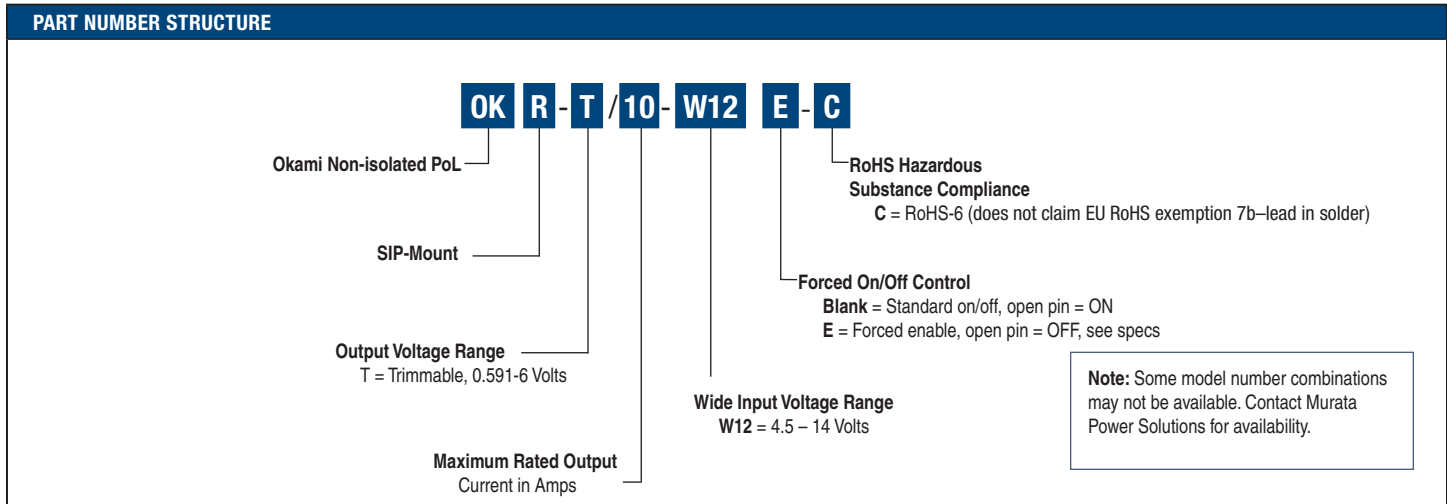 PART NUMBER STRUCTURE
OK R - T / 10 - W12 E - C
Okami Non-isolated PoL
RoHS Hazardous
Substance Compliance
C = RoHS-6 (does not claim EU RoHS exemption 7b–lead in solder)
SIP-Mount
Forced On/Off Control
Blank = Standard on/off, open pin = ON
E = Forced enable, open pin = OFF, see specs
Output Voltage Range
T = Trimmable, 0.591-6 Volts
Wide Input Voltage Range
W12 = 4.5 – 14 Volts
Note: Some model number combinations
may not be available. Contact Murata
Power Solutions for availability.
Maximum Rated Output
Current in Amps